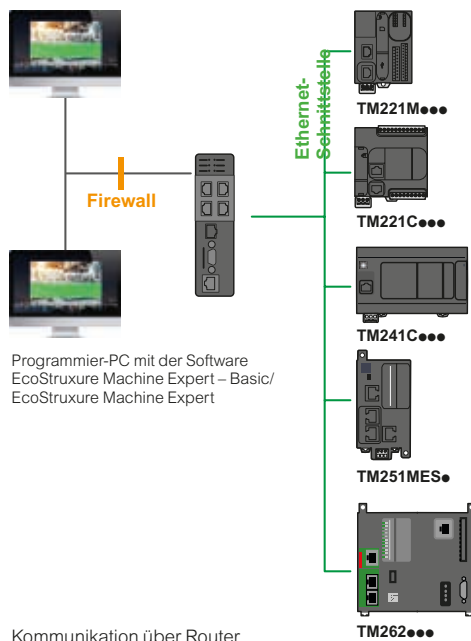 Ethernet-
Schnittstelle
TM221M●●●
Firewall
TM221C●●●
TM241C●●●
Programmier-PC mit der Software
EcoStruxure Machine Expert – Basic/
EcoStruxure Machine Expert
TM251MES●
TM262●●●
Kommunikation über Router